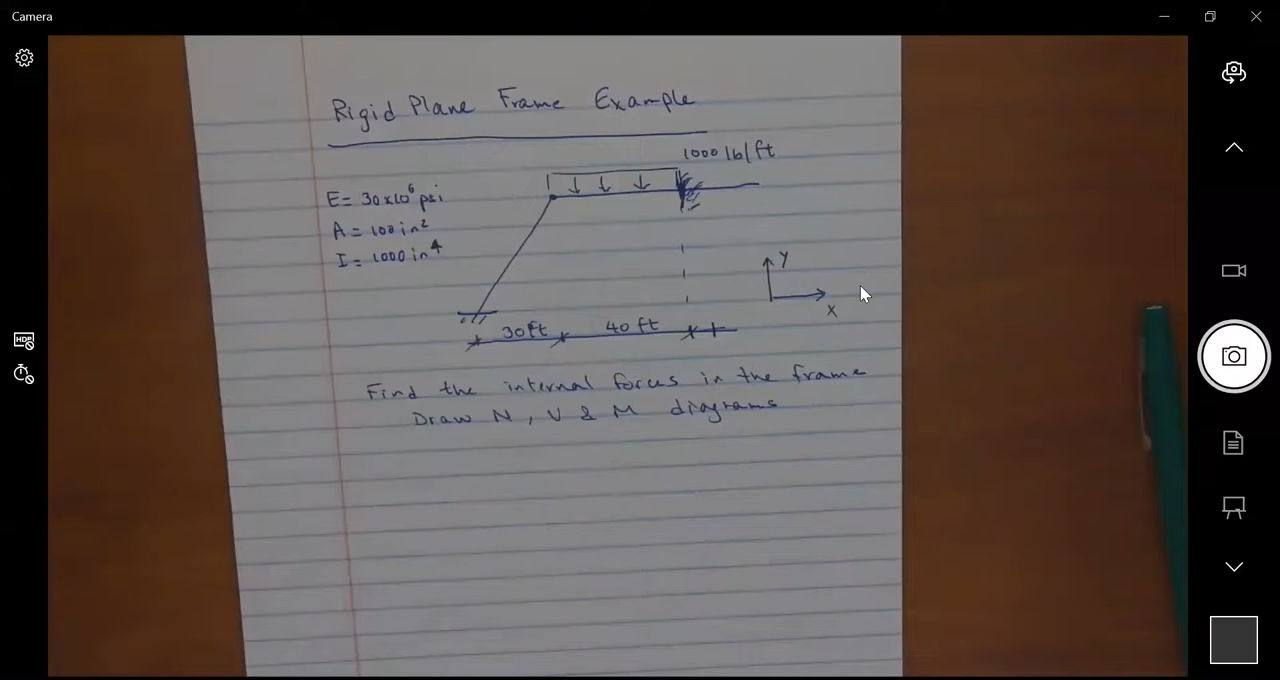 Camera
Rigid Plane Frame Example
1000 lb/ft
E= 30x10⁶ psi
A = 100 in²
I = 1000 in⁴
Y
X
30ft
40 ft
Find the internal forces in the frame
Draw N, V & M diagrams
HDR